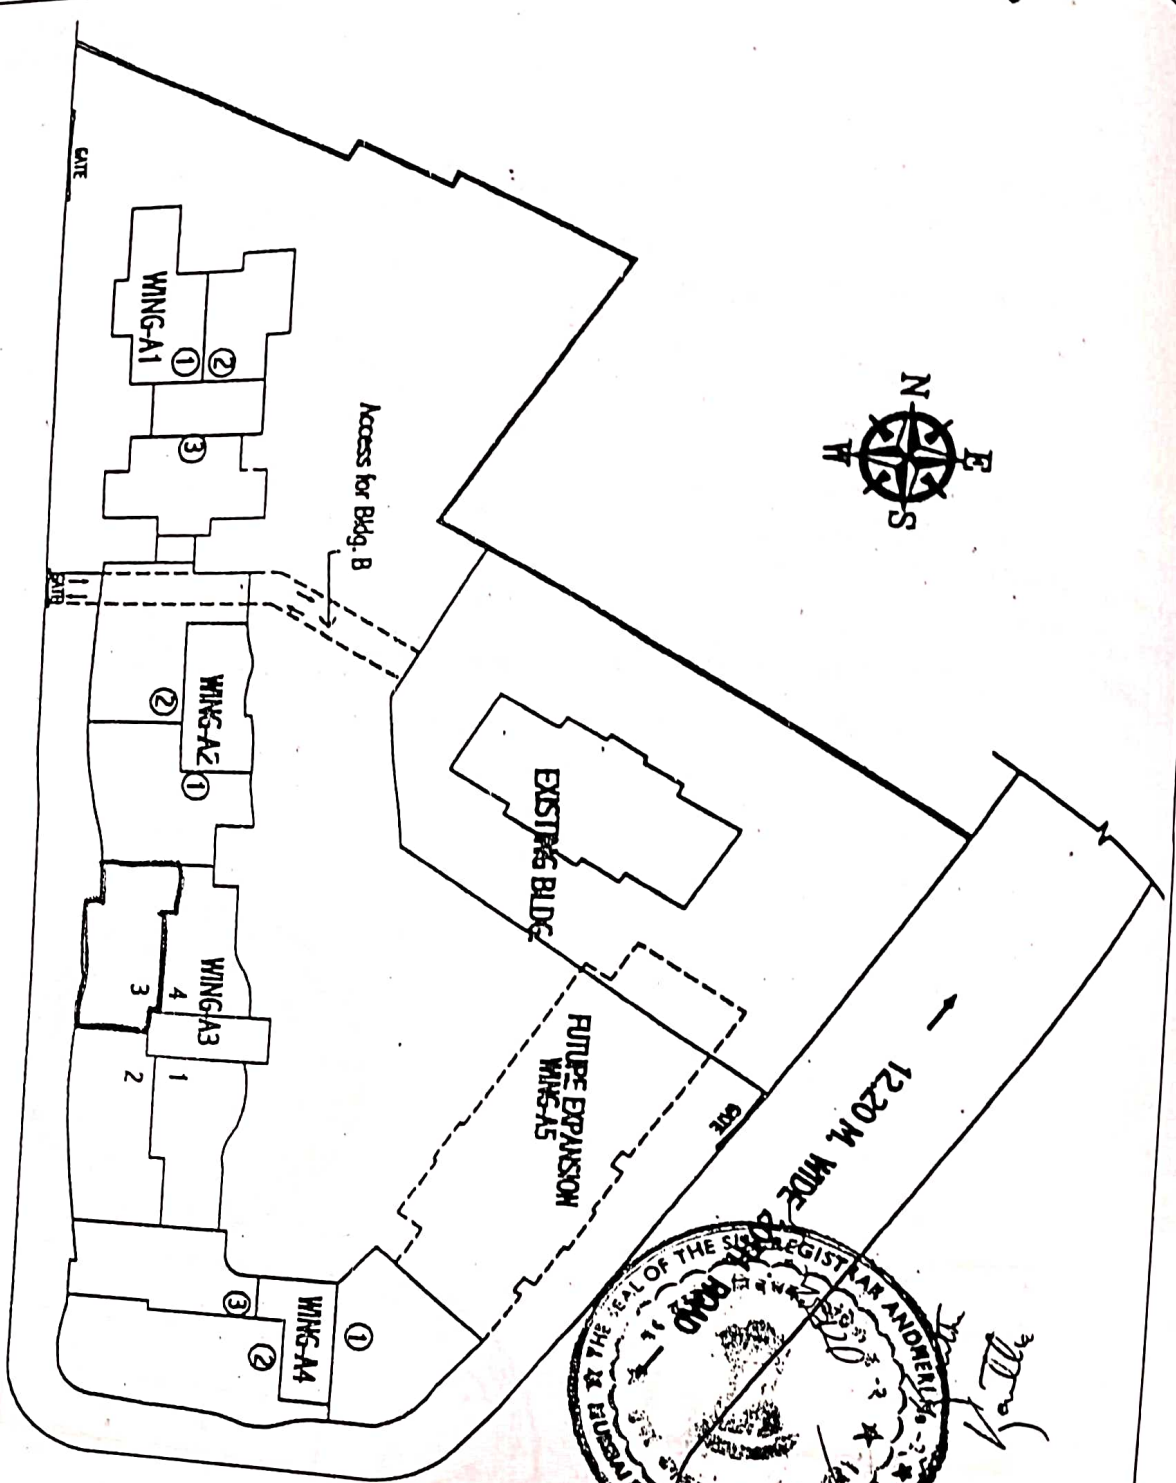 GATE
WING-A1
①
②
③
Access for Bldg. B
GATE
N
E
S
W
WING-A2
②
①
EXISTING BLDG.
WING-A3
3
4
2
1
FUTURE EXPANSION
WING-A5
GATE
12.20 M. WIDE
ROAD
WING-A4
③
②
①
THE SEAL OF THE REGISTRAR ANDHERI